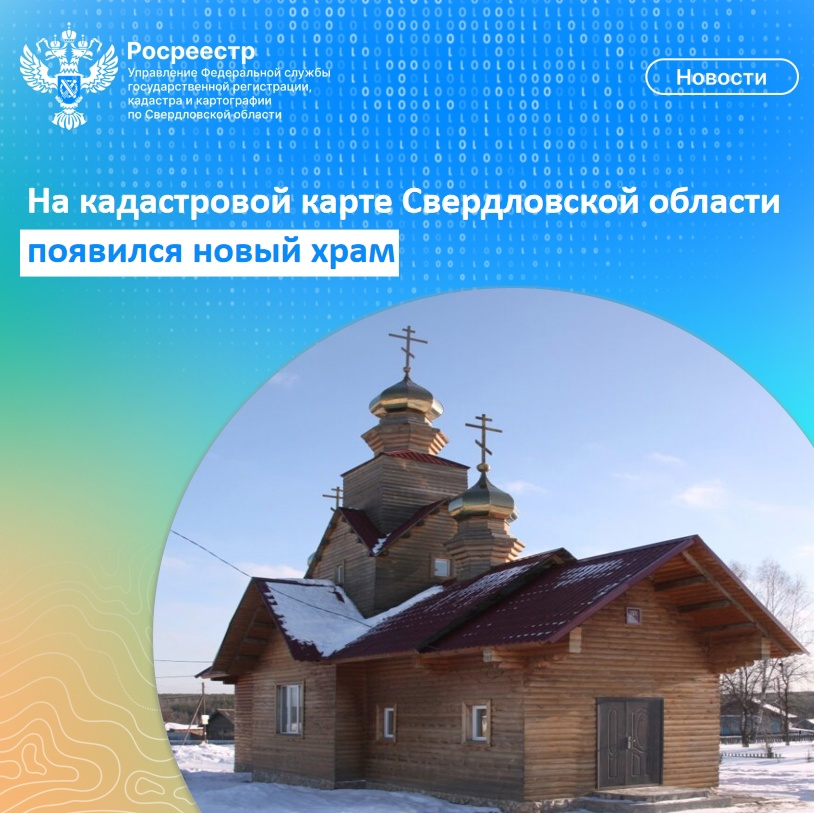 Росреестр
Управление Федеральной службы
государственной регистрации,
кадастра и картографии
по Свердловской области
Новости
На кадастровой карте Свердловской области
появился новый храм